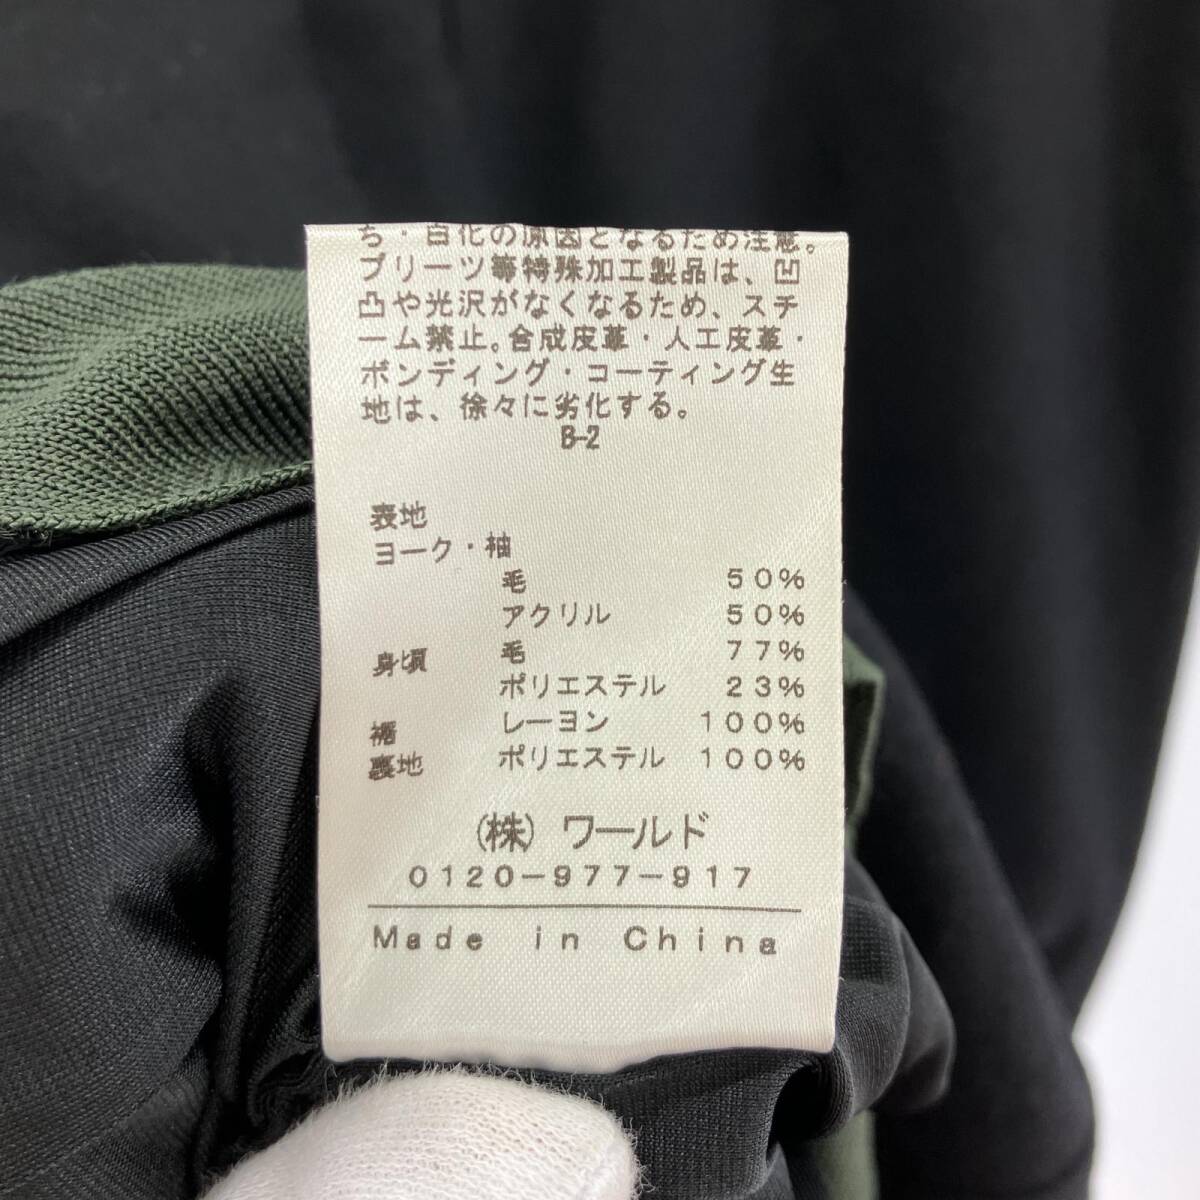 ち・白化の原因となるため注意。
プリーツ等特殊加工製品は、凹
凸や光沢がなくなるため、スチ
ーム禁止。合成皮革・人工皮革・
ボンディング・コーティング生
地は、徐々に劣化する。
B-2
表地
ヨーク・袖
毛 50%
アクリル 50%
身頃 毛 77%
ポリエステル 23%
裾 レーヨン 100%
裏地 ポリエステル 100%
(株) ワールド
0120-977-917
Made in China